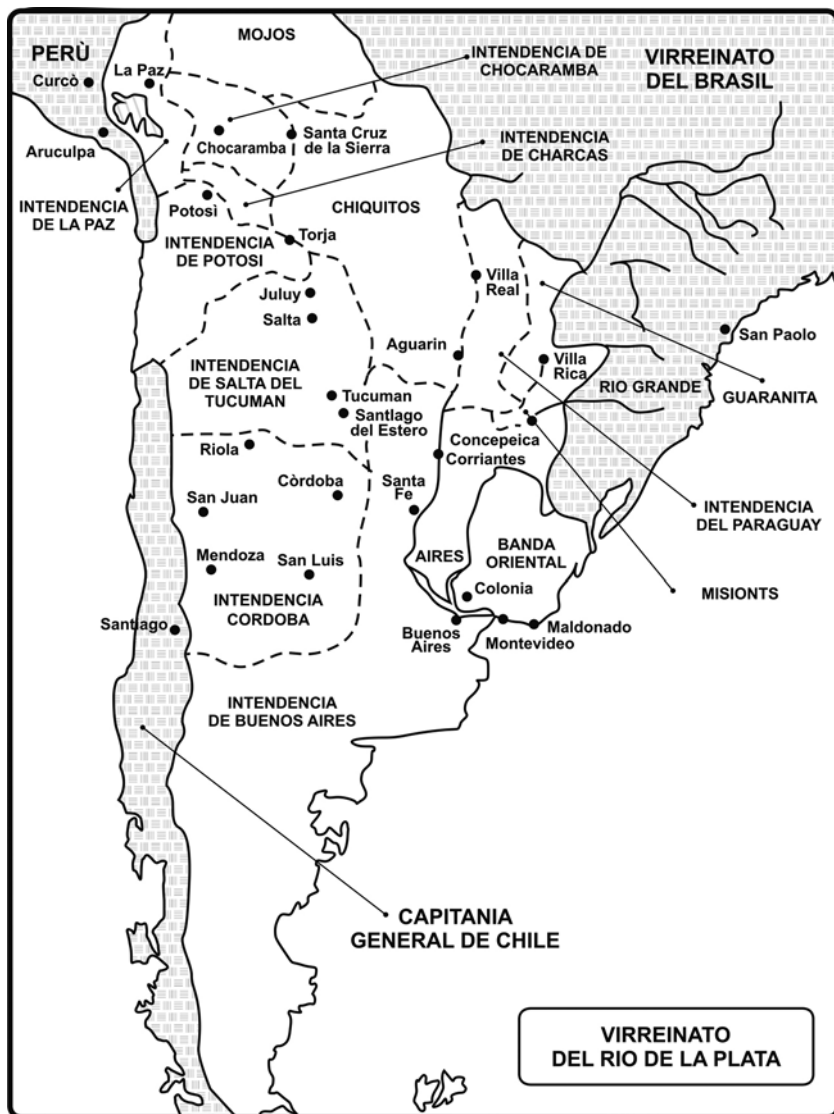 MOJOS
INTENDENCIA DE
CHOCARAMBA
VIRREINATO
DEL BRASIL
PERÙ
Curcò
La Paz
Aruculpa
Chocaramba
Santa Cruz
de la Sierra
INTENDENCIA
DE CHARCAS
INTENDENCIA
DE LA PAZ
Potosì
CHIQUITOS
INTENDENCIA
DE POTOSI
Torja
Juluy
Salta
Villa
Real
San Paolo
Aguarin
Villa
Rica
RIO GRANDE
GUARANITA
INTENDENCIA
DE SALTA DEL
TUCUMAN
Tucuman
Santlago
del Estero
Riola
Concepeica
Corriantes
San Juan
Còrdoba
Santa
Fe
INTENDENCIA
DEL PARAGUAY
Mendoza
San Luis
AIRES
BANDA
ORIENTAL
Colonia
MISIONTS
INTENDENCIA
CORDOBA
Santiago
Buenos
Aires
Montevideo
Maldonado
INTENDENCIA
DE BUENOS AIRES
CAPITANIA
GENERAL DE CHILE
VIRREINATO
DEL RIO DE LA PLATA